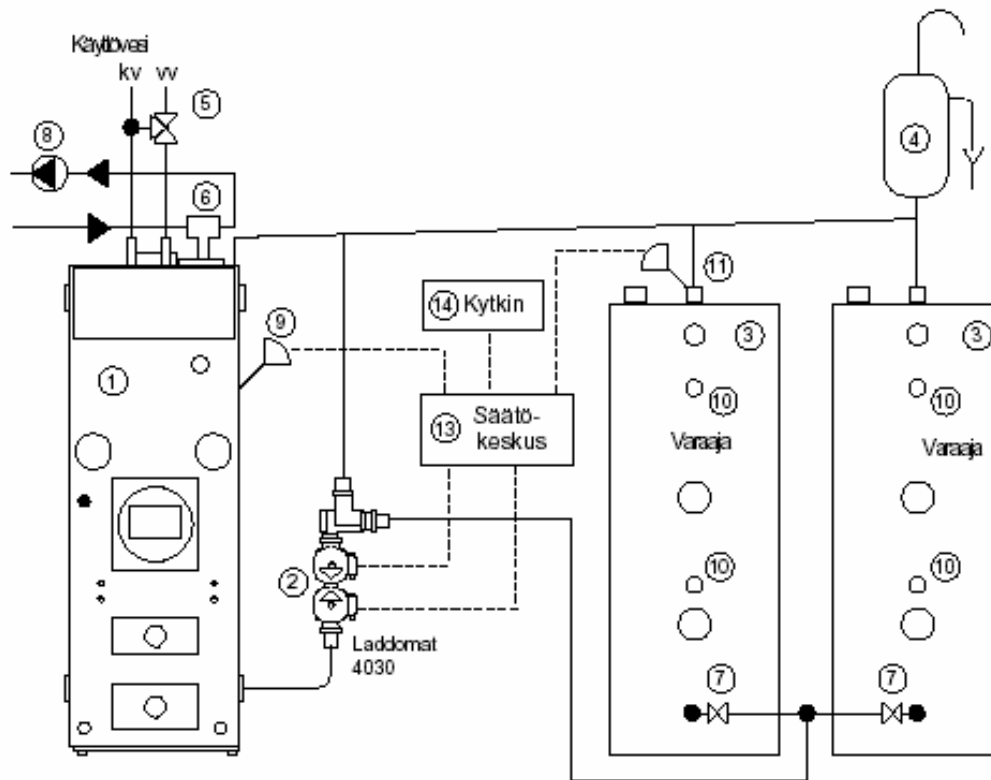 Käyttövesi
kv vv
5
8
4
6
11
14 Kytkin
9
3
3
1
10
10
13 Säätö-
keskus
Varaaja
Varaaja
2
10
10
Laddomat
4030
7
7